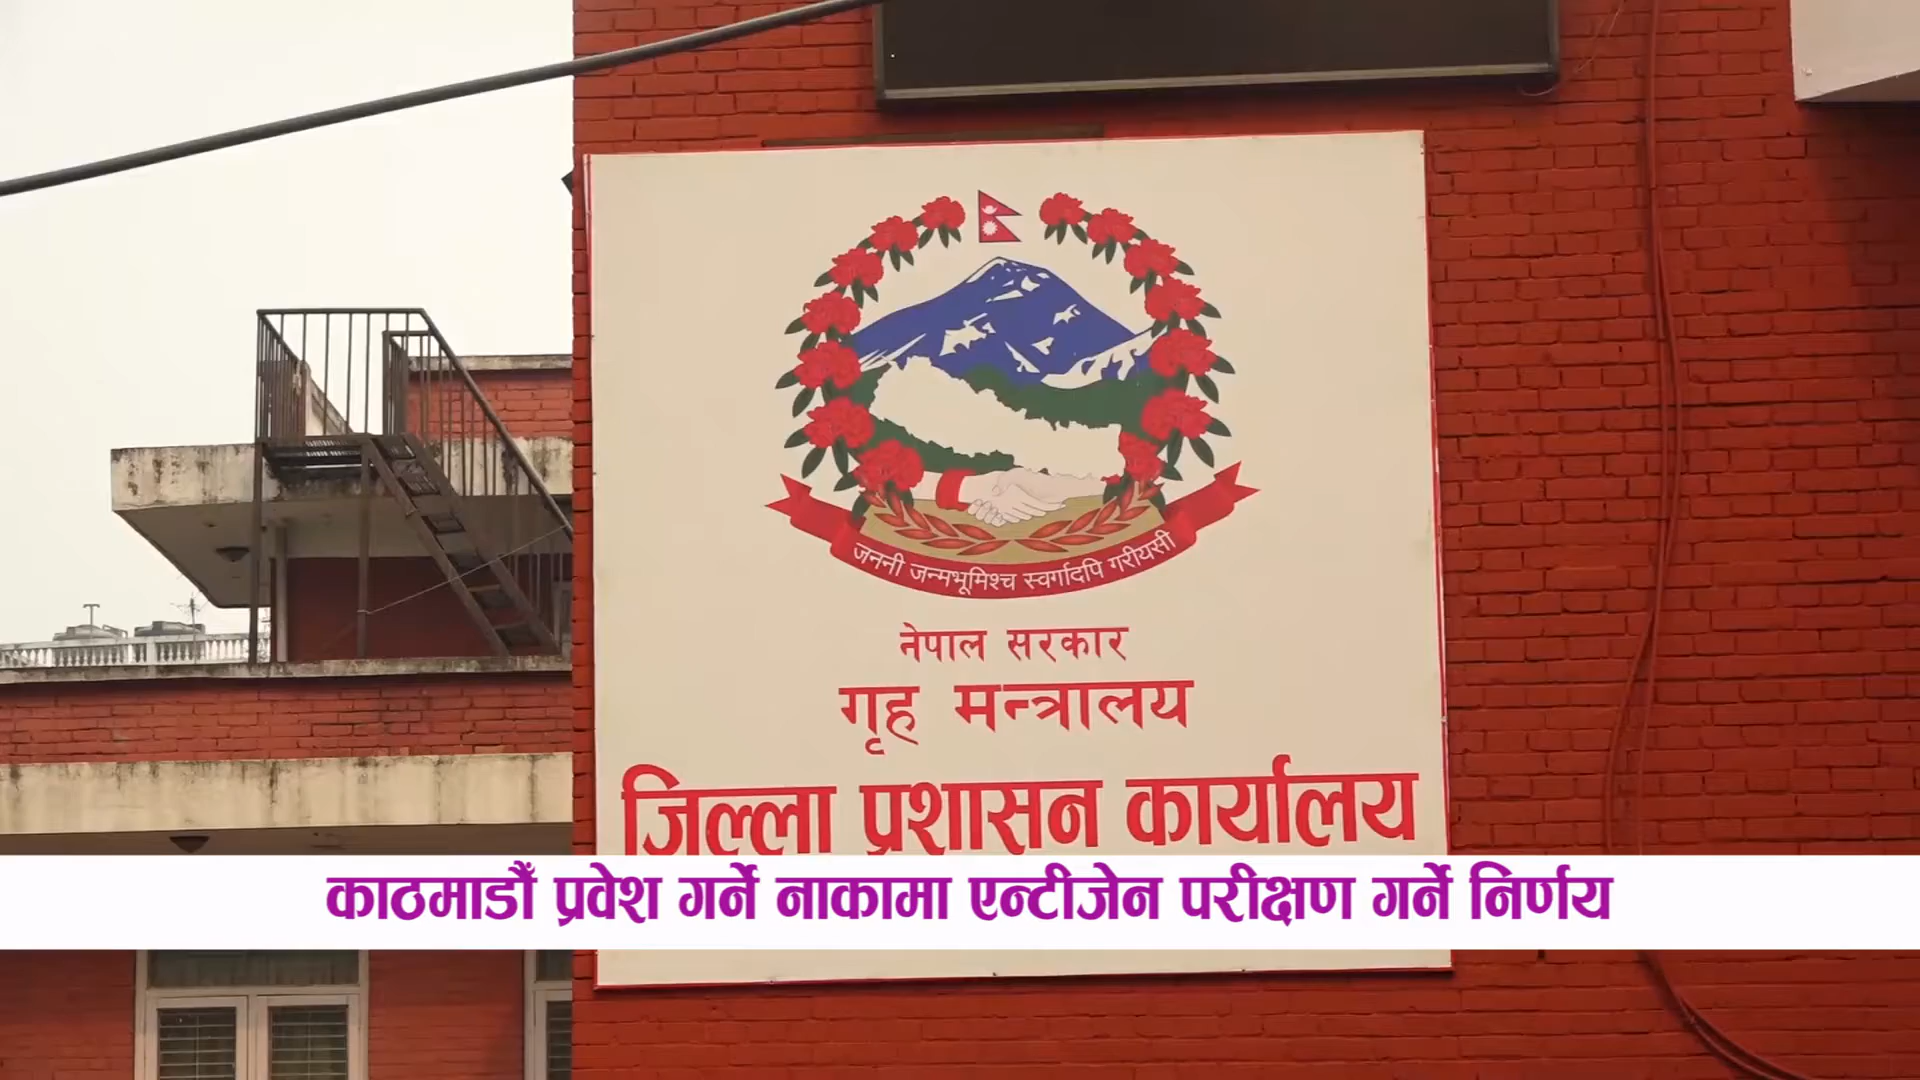 जननी जन्मभूमिश्च स्वर्गादपि गरीयसी
नेपाल सरकार
गृह मन्त्रालय
जिल्ला प्रशासन कार्यालय
काठमाडौँ प्रवेश गर्ने नाकामा एन्टीजेन परीक्षण गर्ने निर्णय